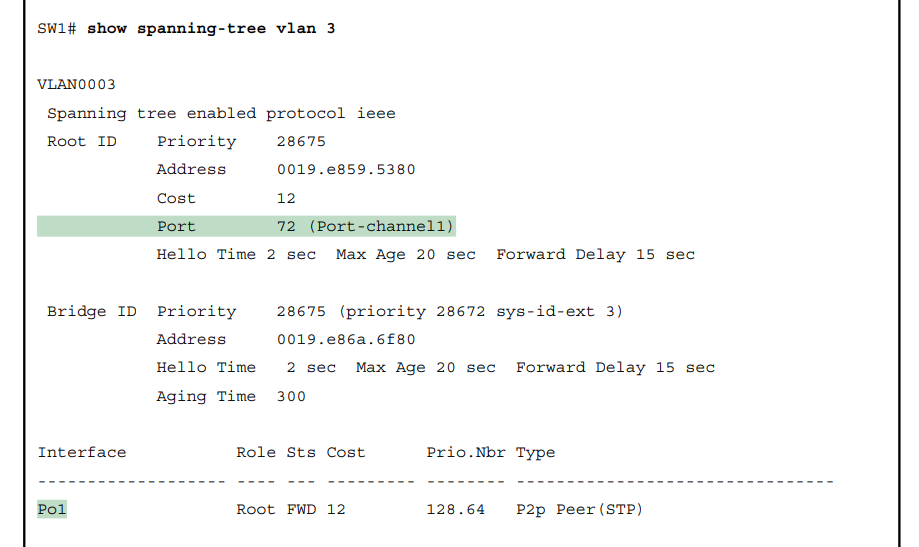 SW1# show spanning-tree vlan 3
VLAN0003
Spanning tree enabled protocol ieee
Root ID Priority 28675
Address 0019.e859.5380
Cost 12
Port 72 (Port-channel1)
Hello Time 2 sec Max Age 20 sec Forward Delay 15 sec
Bridge ID Priority 28675 (priority 28672 sys-id-ext 3)
Address 0019.e86a.6f80
Hello Time 2 sec Max Age 20 sec Forward Delay 15 sec
Aging Time 300
Interface Role Sts Cost Prio.Nbr Type
------------------- ---- --- --------- -------- --------------------------------
Po1 Root FWD 12 128.64 P2p Peer(STP)